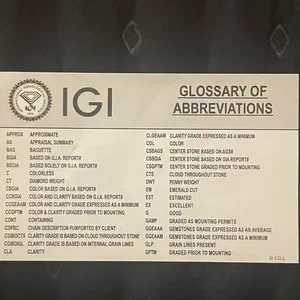 IGI
GLOSSARY OF
ABBREVIATIONS
APPROX APPROXIMATE
AS APPRAISAL SUMMARY
BAG BAGUETTE
BGIA BASED ON G.I.A. REPORT#
BSGIA BASED SOLELY ON G.I.A. REPORT#
C COLORLESS
CT DIAMOND WEIGHT
CBEGIA COLOR BASED ON G.I.A. REPORT#
CCBGIA COLOR AND CLARITY BASED ON G.I.A. REPORT#
CCGEAAM COLOR AND CLARITY GRADE EXPRESSED AS A MINIMUM
CCGPTM COLOR & CLARITY GRADED PRIOR TO MOUNTING
CONT CONTAINING
CDPBC CHAIN DESCRIPTION PURPORTED BY CLIENT
CGIBOCTS CLARITY GRADE IS BASED ON CLOUD THROUGHOUT STONE
CGIBOIGL CLARITY GRADE IS BASED ON INTERNAL GRAIN LINES
CLA CLARITY
CLGEAAM CLARITY GRADE EXPRESSED AS A MINIMUM
COL COLOR
CSBAGS CENTER STONE BASED ON AGS#
CSBGIA CENTER STONE BASED ON GIA REPORT#
CSGPTM CENTER STONE GRADED PRIOR TO MOUNTING
CTS CLOUD THROUGHOUT STONE
DWT PENNY WEIGHT
EM EMERALD CUT
EST ESTIMATED
EX EXCELLENT
G GOOD
GAMP GRADED AS MOUNTING PERMITS
GGEAAA GEMSTONES GRADE EXPRESSED AS AN AVERAGE
GGEAAM GEMSTONES GRADE EXPRESSED AS A MINIMUM
GLP GRAIN LINES PRESENT
GPTM GRADED PRIOR TO MOUNTING
© I.G.I.